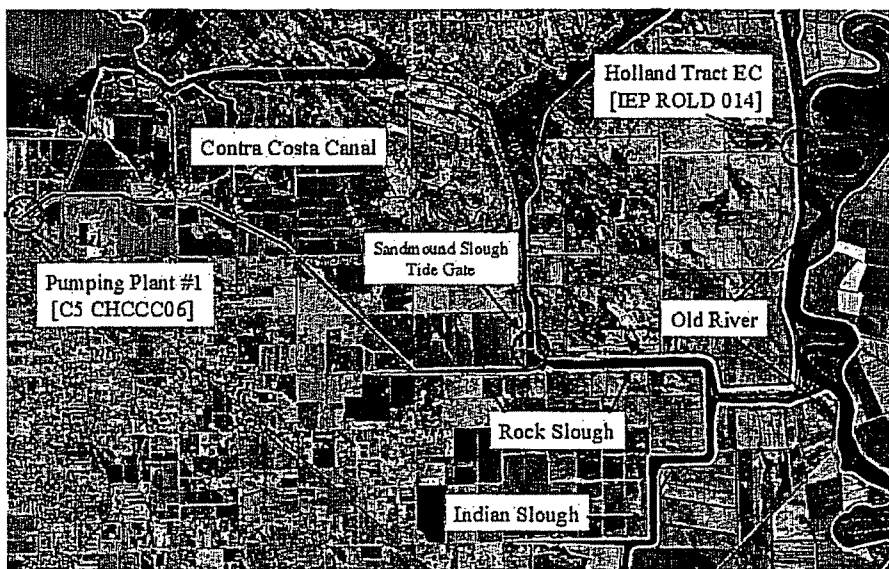 Holland Tract EC
[IEP ROLD 014]
Contra Costa Canal
Sandmound Slough
Tide Gate
Pumping Plant #1
[C5 CHCCC06]
Old River
Rock Slough
Indian Slough